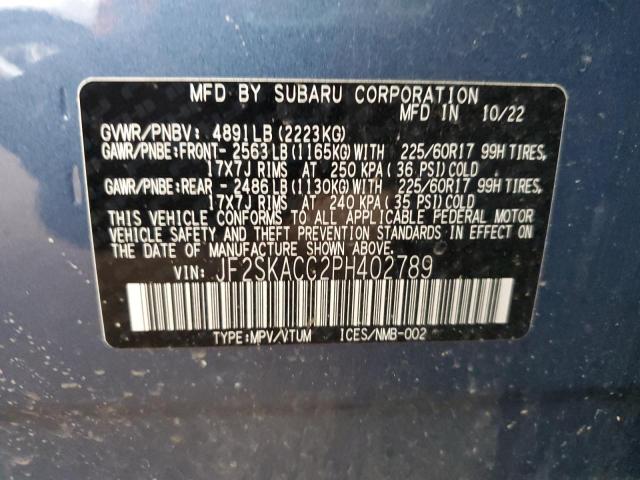 MFD BY SUBARU CORPORATION
MFD IN 10/22
GVWR/PNBV: 4891LB(2223KG)
GAWR/PNBE:FRONT- 2563LB(1165KG)WITH 225/60R17 99H TIRES,
17X7J RIMS AT 250 KPA(36 PSI)COLD
GAWR/PNBE:REAR - 2486LB(1130KG)WITH 225/60R17 99H TIRES,
17X7J RIMS AT 240 KPA(35 PSI)COLD
THIS VEHICLE CONFORMS TO ALL APPLICABLE FEDERAL MOTOR
VEHICLE SAFETY AND THEFT PREVENTION STANDARDS IN EFFECT ON
THE DATE OF MANUFACTURE SHOWN ABOVE.
VIN: JF2SKACC2PH402789
TYPE:MPV/VTUM ICES/NMB-002